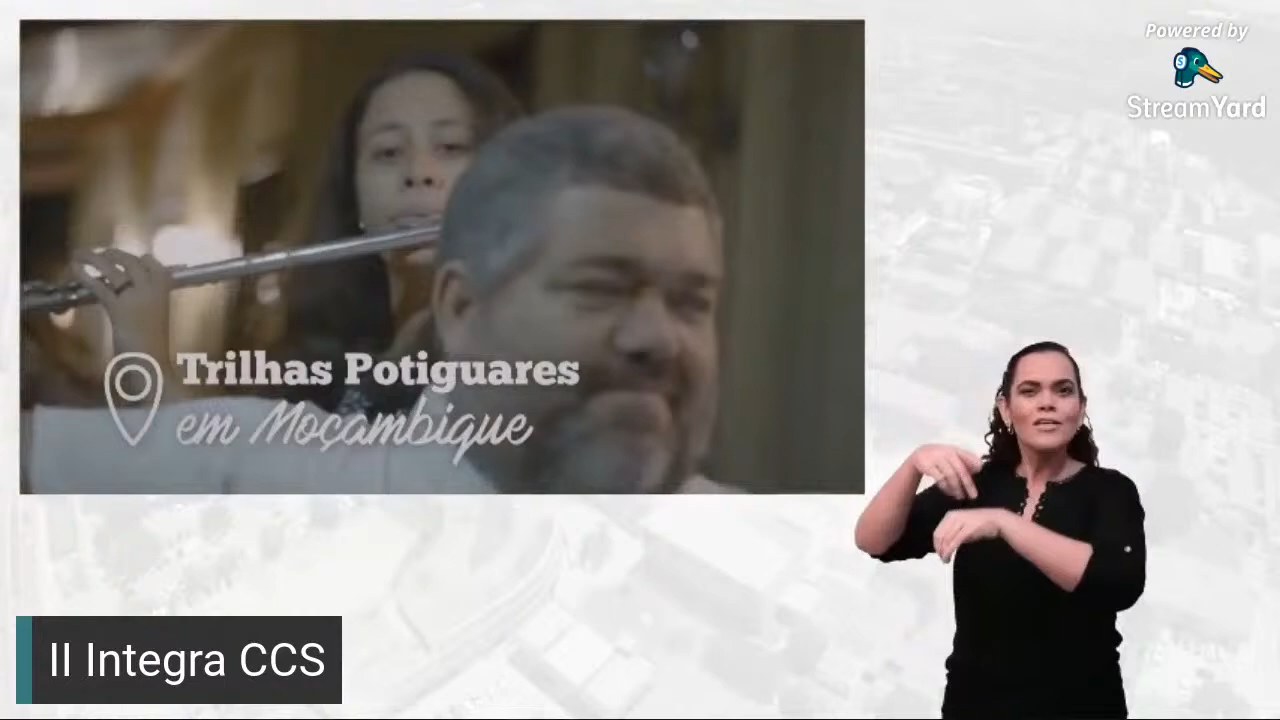 Powered by
StreamYard
Trilhas Potiguares
em Moçambique
II Integra CCS